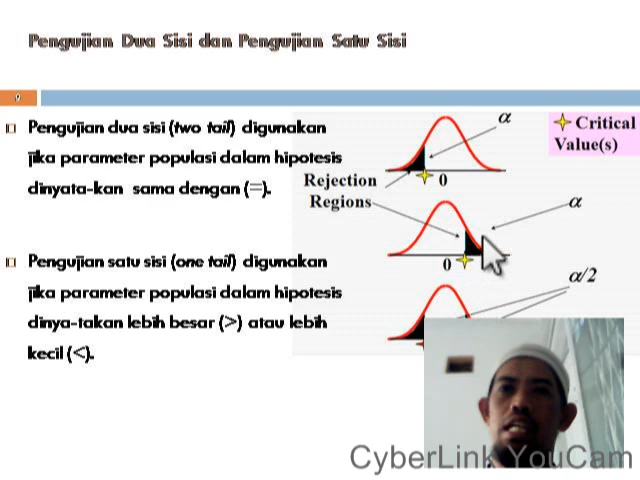 Pengujian Dua Sisi dan Pengujian Satu Sisi
9
Pengujian dua sisi (two tail) digunakan
jika parameter populasi dalam hipotesis
dinyata-kan sama dengan (=).
Pengujian satu sisi (one tail) digunakan
jika parameter populasi dalam hipotesis
dinya-takan lebih besar (>) atau lebih
kecil (<).
α
Critical
Value(s)
0
Rejection
Regions
α
0
α/2
CyberLink YouCam